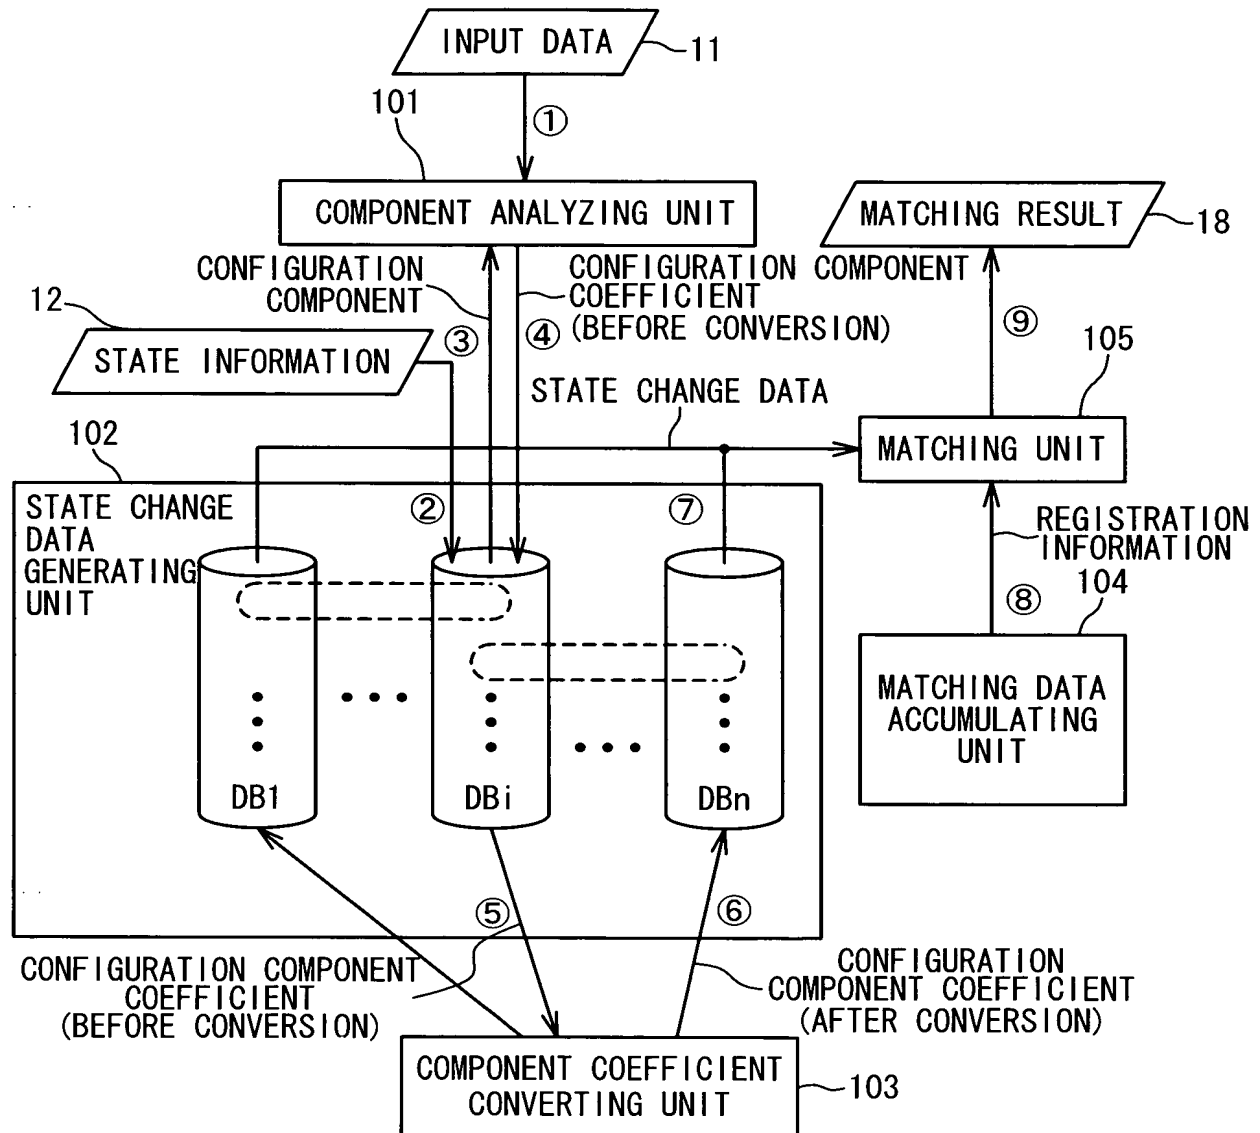 INPUT DATA
11
101
①
COMPONENT ANALYZING UNIT
MATCHING RESULT
18
CONFIGURATION
COMPONENT
CONFIGURATION COMPONENT
COEFFICIENT
(BEFORE CONVERSION)
12
③
④
⑨
STATE INFORMATION
105
STATE CHANGE DATA
102
MATCHING UNIT
STATE CHANGE
DATA
GENERATING
UNIT
②
⑦
REGISTRATION
INFORMATION
⑧
104
MATCHING DATA
ACCUMULATING
UNIT
DB1
DBi
DBn
⑤
⑥
CONFIGURATION COMPONENT
COEFFICIENT
(BEFORE CONVERSION)
CONFIGURATION
COMPONENT COEFFICIENT
(AFTER CONVERSION)
COMPONENT COEFFICIENT
CONVERTING UNIT
103